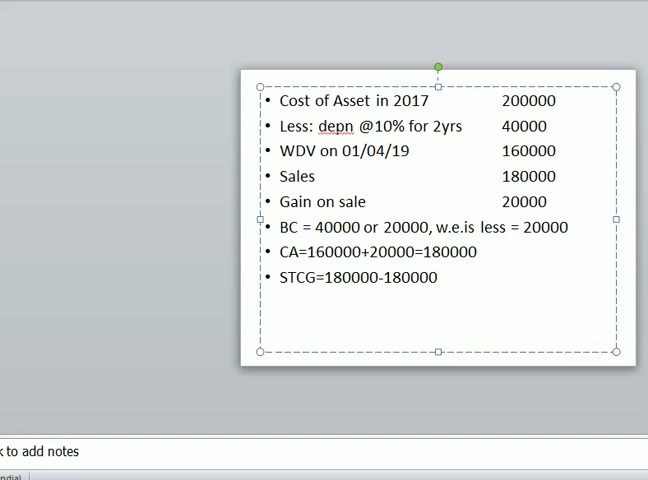 Cost of Asset in 2017 200000
Less: depn @10% for 2yrs 40000
WDV on 01/04/19 160000
Sales 180000
Gain on sale 20000
BC = 40000 or 20000, w.e.is less = 20000
CA=160000+20000=180000
STCG=180000-180000
to add notes